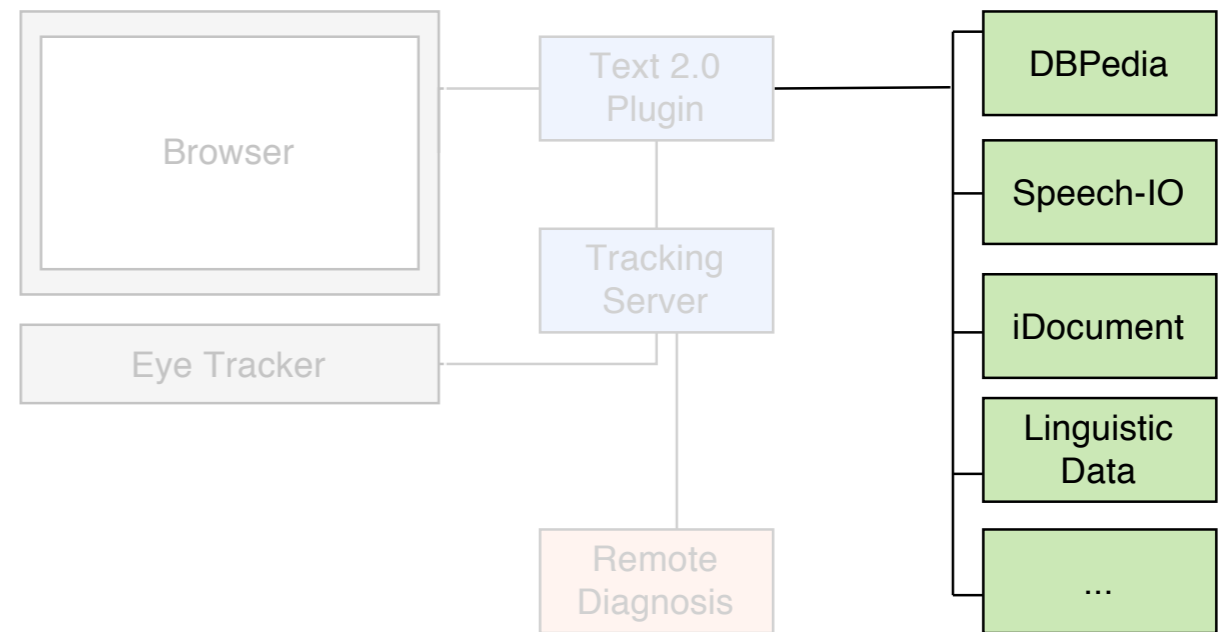 Browser
Eye Tracker
Text 2.0
Plugin
Tracking
Server
Remote
Diagnosis
DBPedia
Speech-IO
iDocument
Linguistic
Data
...